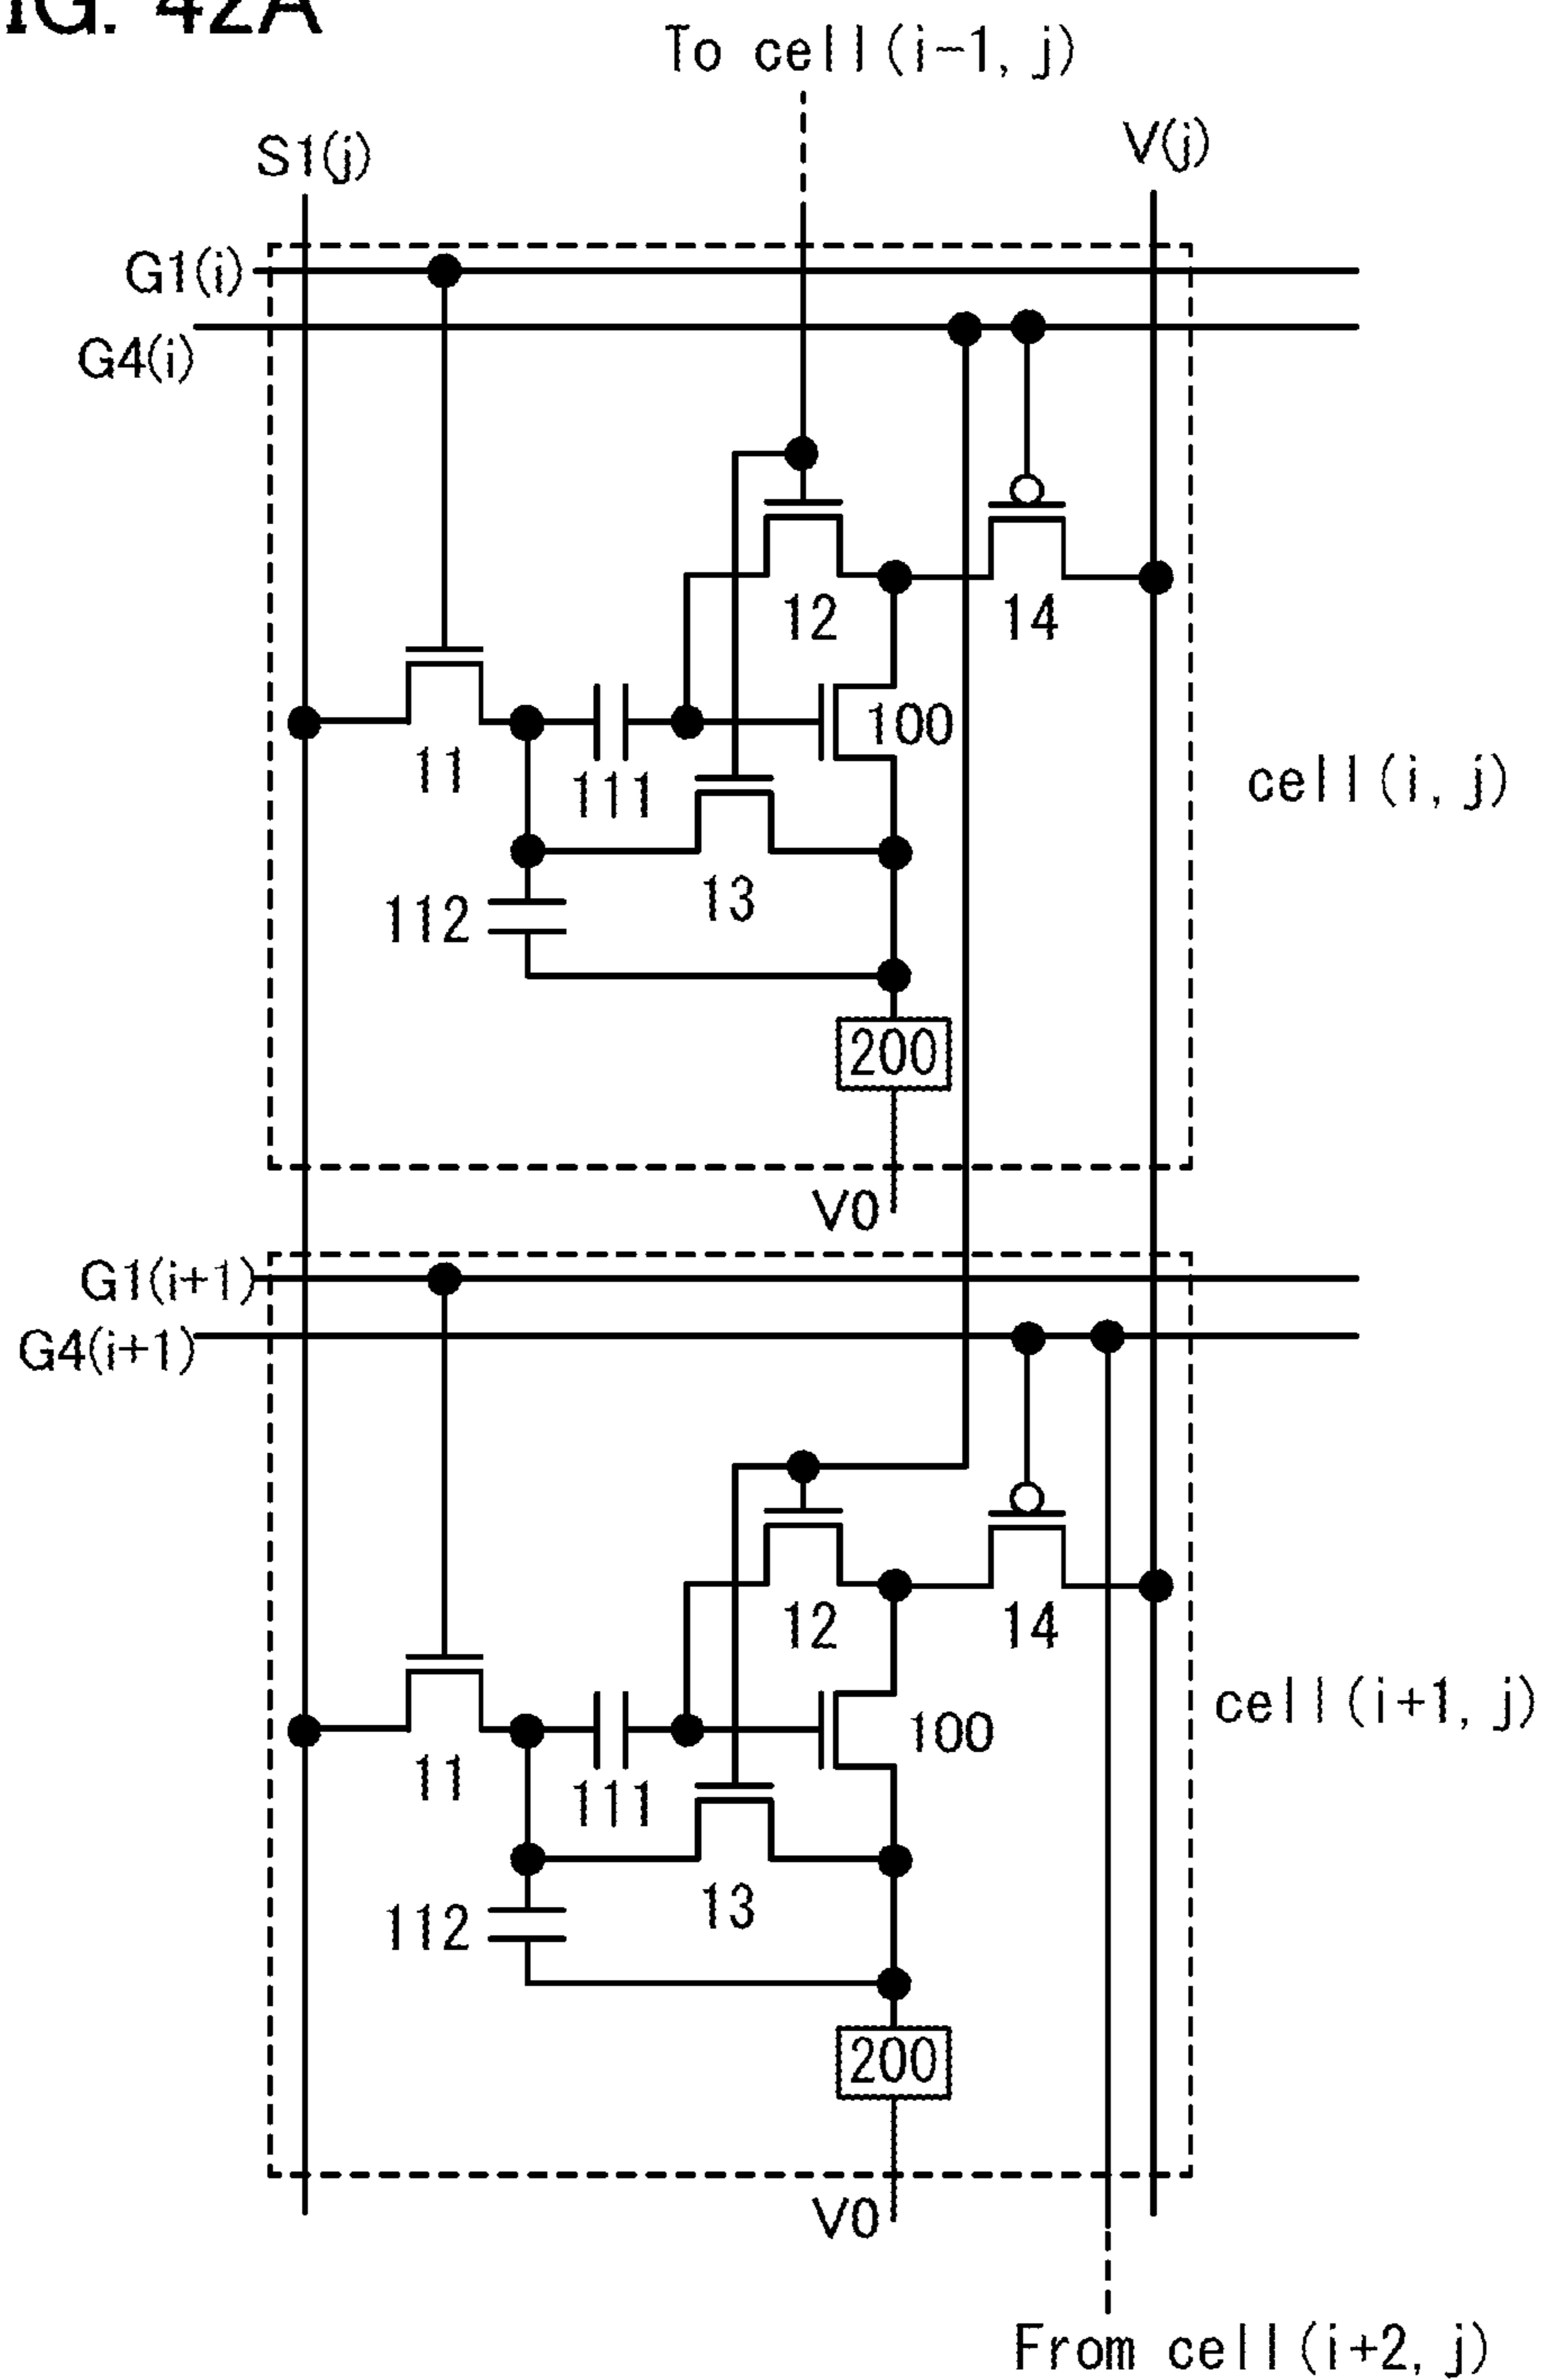 IG. 42A
To cell(i-1, j)
S1(j)
V(j)
G1(i)
G4(i)
12
14
100
11
111
cell(i, j)
13
112
200
V0
G1(i+1)
G4(i+1)
12
14
cell(i+1, j)
100
11
111
13
112
200
V0
From cell(i+2, j)